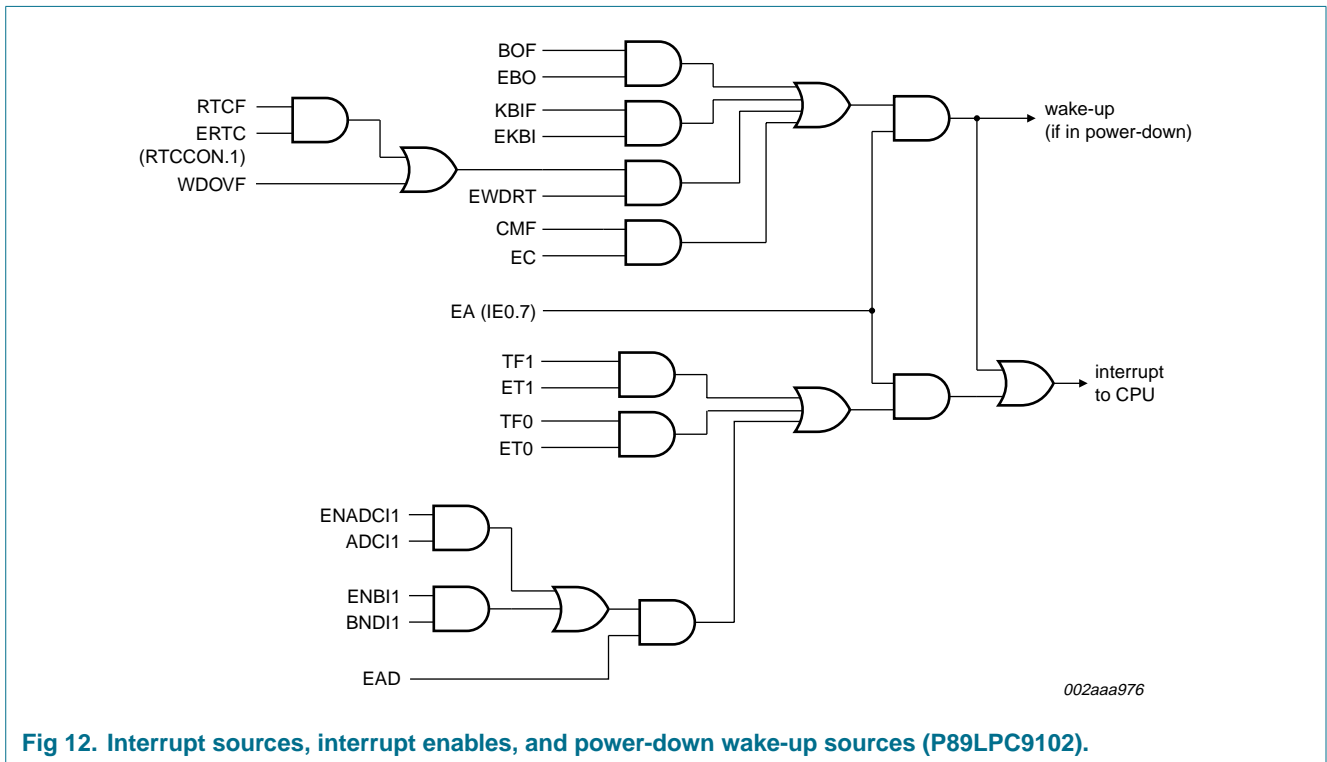 BOF
EBO
RTCF
ERTC
(RTCCON.1)
WDOVF
KBIF
EKBI
EWDRT
CMF
EC
wake-up
(if in power-down)
EA (IE0.7)
TF1
ET1
TF0
ET0
interrupt
to CPU
ENADCI1
ADCI1
ENBI1
BNDI1
EAD
002aaa976
Fig 12. Interrupt sources, interrupt enables, and power-down wake-up sources (P89LPC9102).